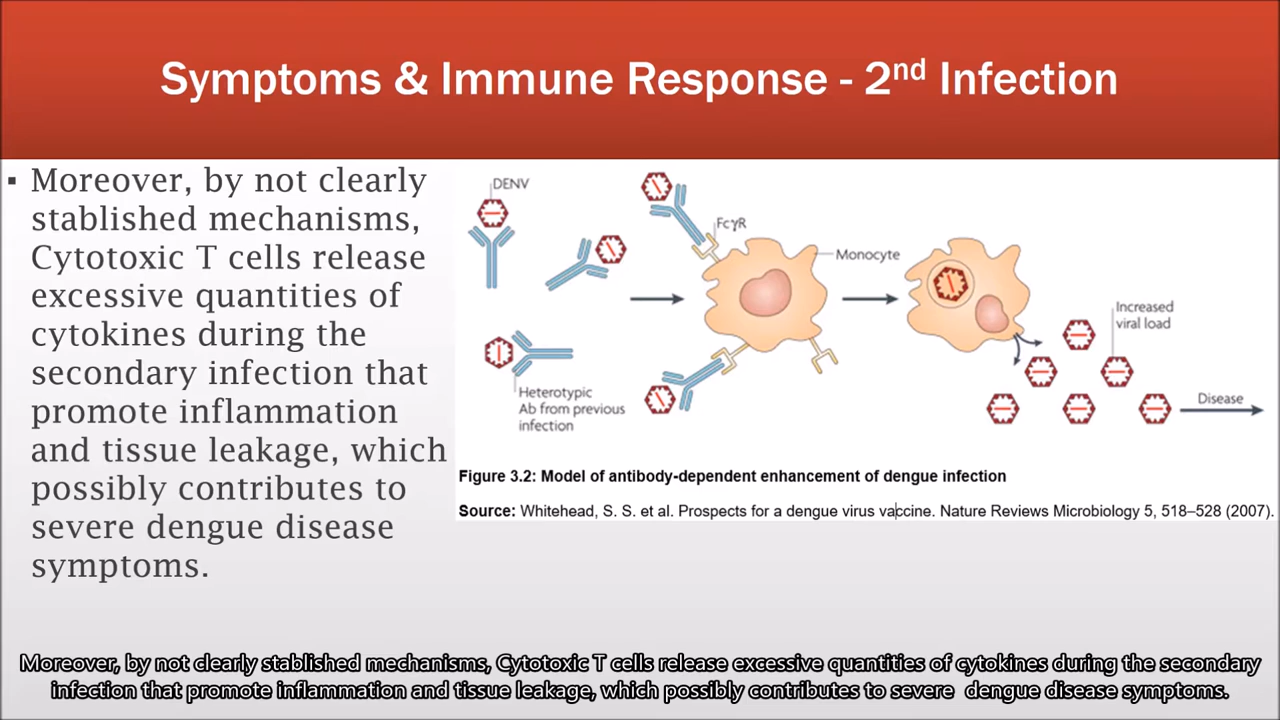 Symptoms & Immune Response - 2nd Infection
▪ Moreover, by not clearly
stablished mechanisms,
Cytotoxic T cells release
excessive quantities of
cytokines during the
secondary infection that
promote inflammation
and tissue leakage, which
possibly contributes to
severe dengue disease
symptoms.
DENV
FcγR
Monocyte
Increased
viral load
Heterotypic
Ab from previous
infection
Disease
Figure 3.2: Model of antibody-dependent enhancement of dengue infection
Source: Whitehead, S. S. et al. Prospects for a dengue virus vaccine. Nature Reviews Microbiology 5, 518–528 (2007).
Moreover, by not clearly stablished mechanisms, Cytotoxic T cells release excessive quantities of cytokines during the secondary
infection that promote inflammation and tissue leakage, which possibly contributes to severe dengue disease symptoms.